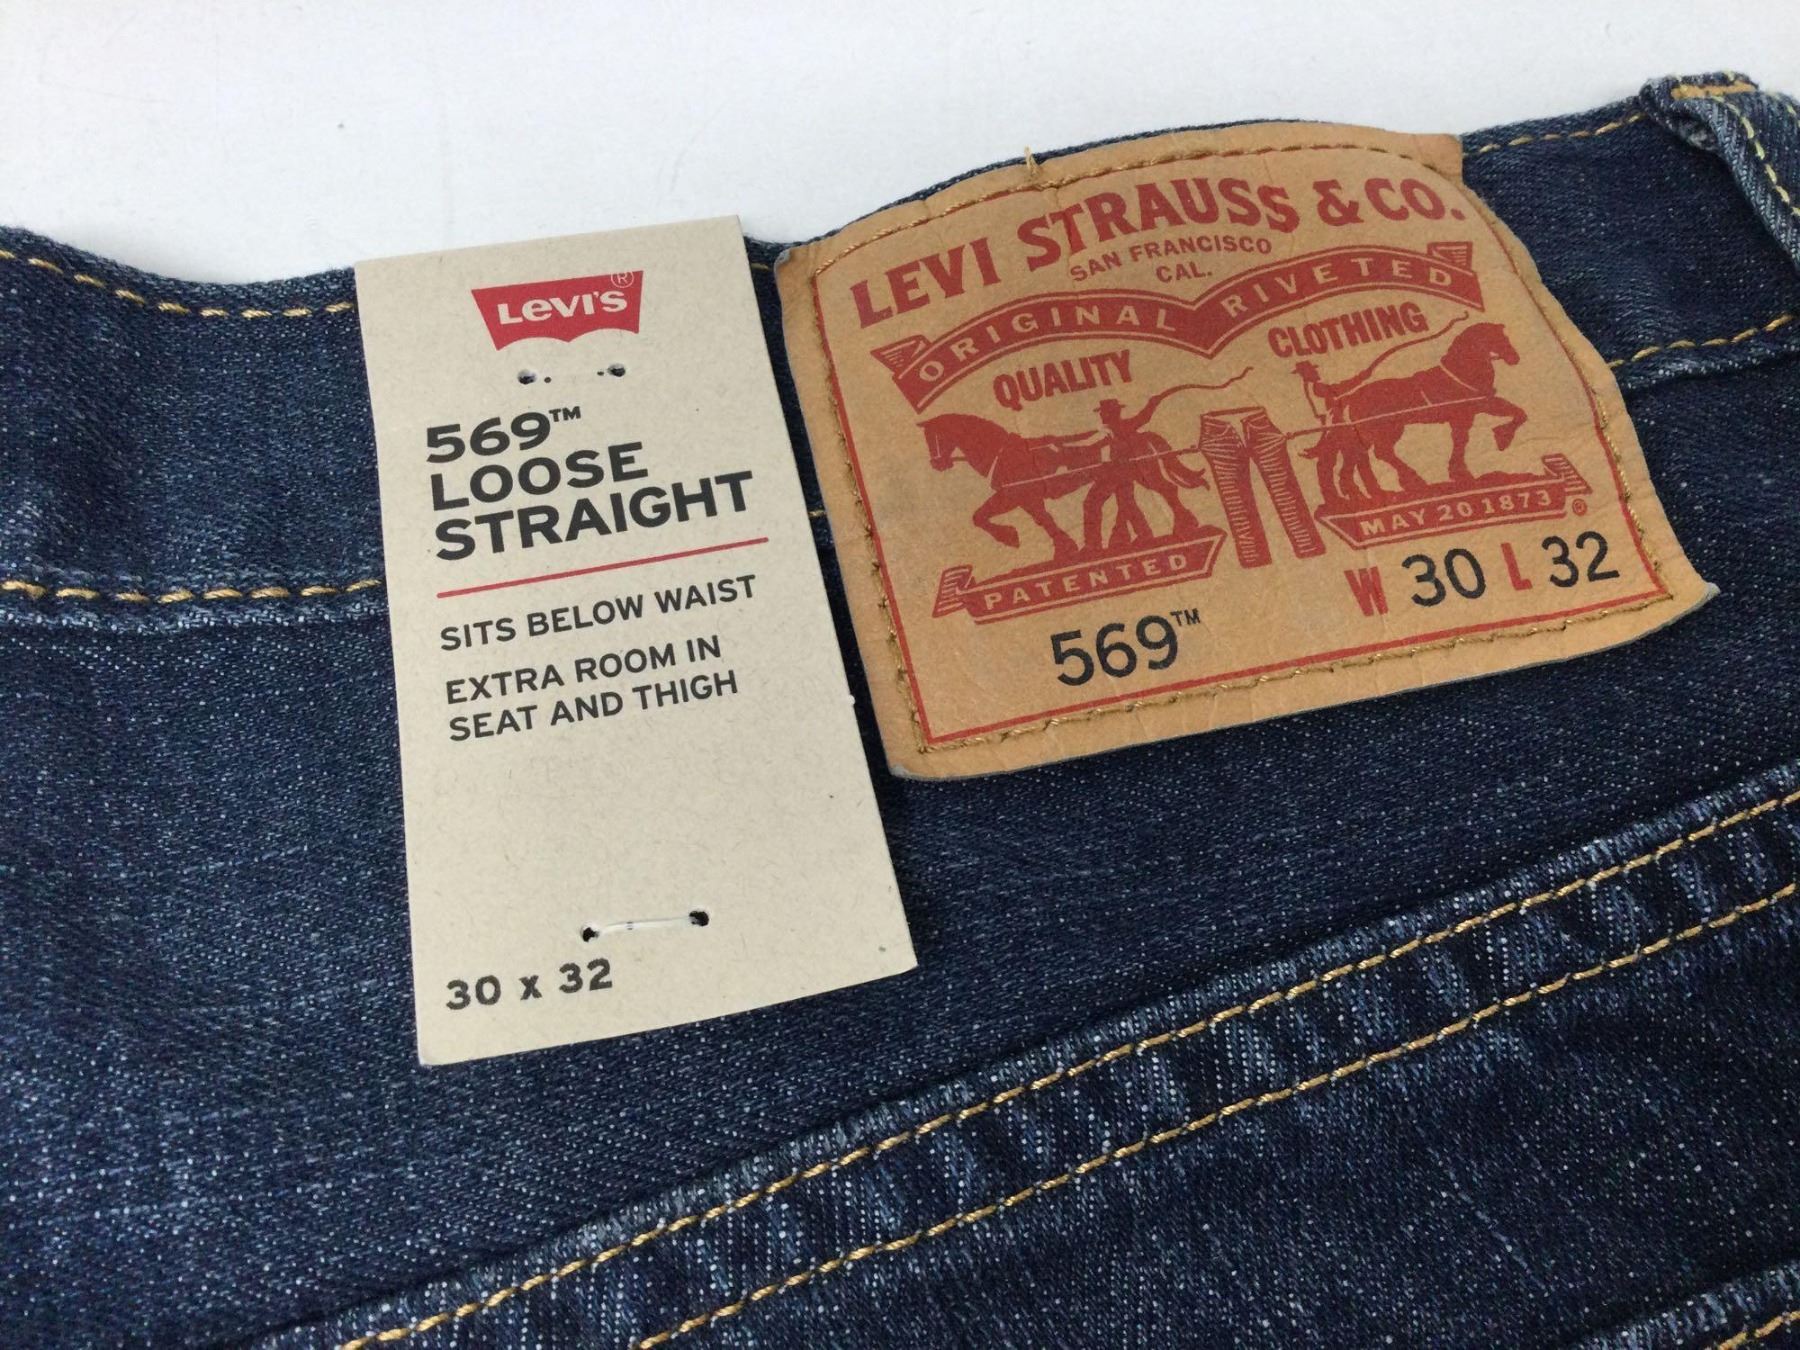 LEVI'S®
569™
LOOSE
STRAIGHT
SITS BELOW WAIST
EXTRA ROOM IN
SEAT AND THIGH
30 x 32
LEVI STRAUSS & CO.
SAN FRANCISCO
CAL.
ORIGINAL RIVETED
QUALITY CLOTHING
PATENTED MAY 20 1873 ®
569™ W 30 L 32